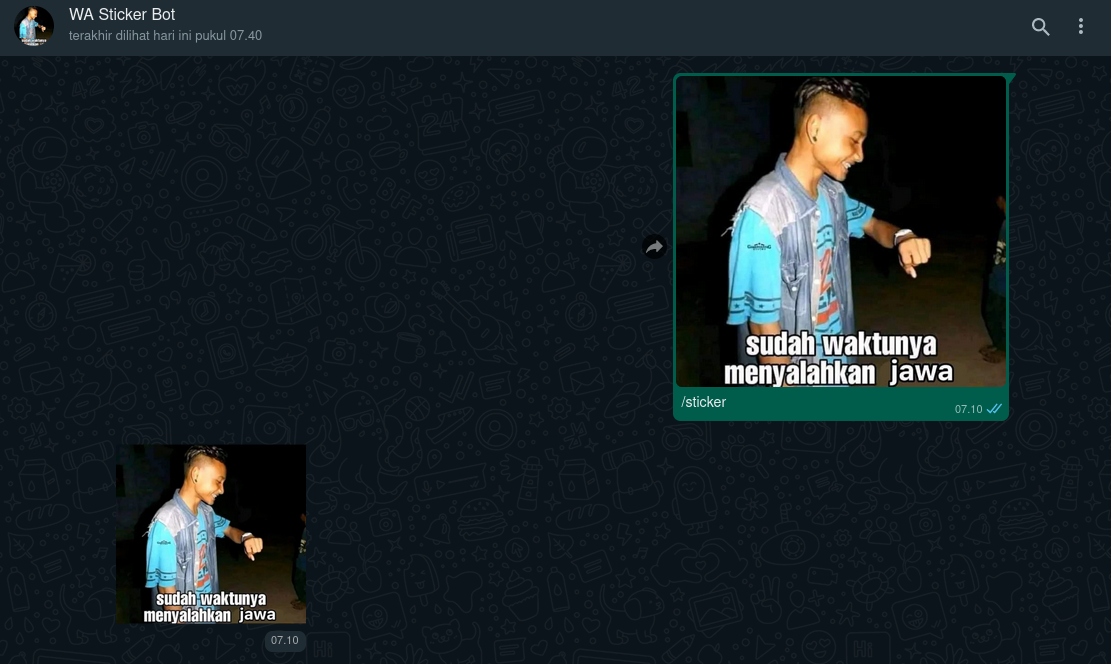 WA Sticker Bot
terakhir dilihat hari ini pukul 07.40
sudah waktunya
menyalahkan jawa
/sticker
07.10
sudah waktunya
menyalahkan jawa
07.10